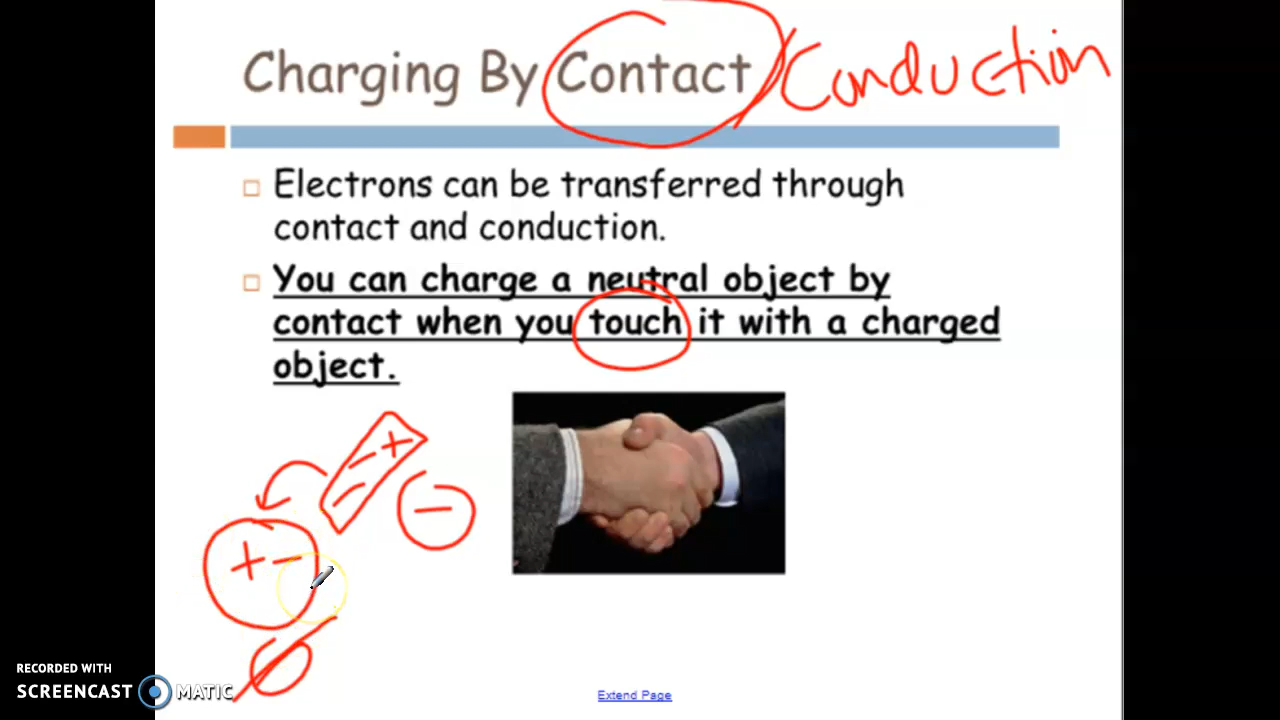 Charging By Contact / Conduction
Electrons can be transferred through
contact and conduction.
You can charge a neutral object by
contact when you touch it with a charged
object.
- +
-
-
+ -
0
RECORDED WITH
SCREENCAST MATIC
Extend Page